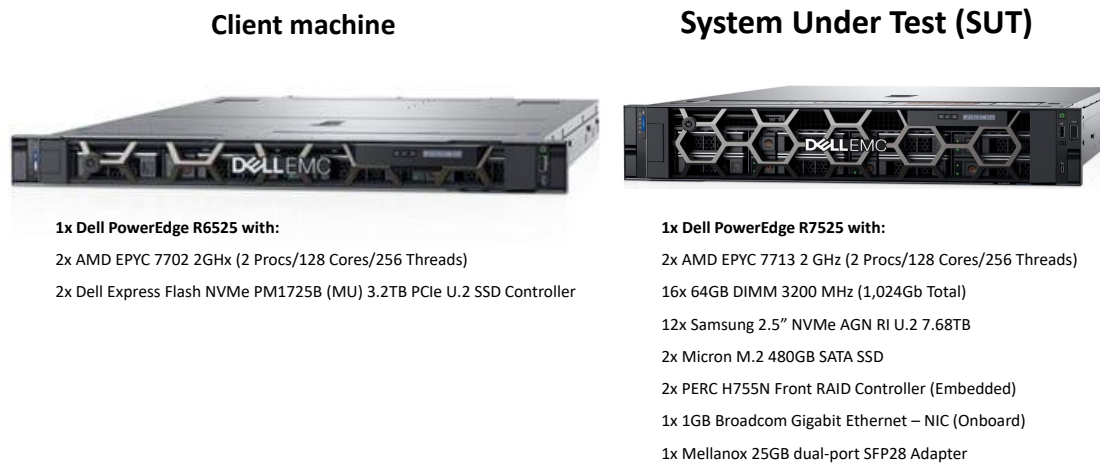 Client machine
System Under Test (SUT)
DELLEMC
DELLEMC
1x Dell PowerEdge R6525 with:
2x AMD EPYC 7702 2GHx (2 Procs/128 Cores/256 Threads)
2x Dell Express Flash NVMe PM1725B (MU) 3.2TB PCIe U.2 SSD Controller
1x Dell PowerEdge R7525 with:
2x AMD EPYC 7713 2 GHz (2 Procs/128 Cores/256 Threads)
16x 64GB DIMM 3200 MHz (1,024Gb Total)
12x Samsung 2.5” NVMe AGN RI U.2 7.68TB
2x Micron M.2 480GB SATA SSD
2x PERC H755N Front RAID Controller (Embedded)
1x 1GB Broadcom Gigabit Ethernet – NIC (Onboard)
1x Mellanox 25GB dual-port SFP28 Adapter